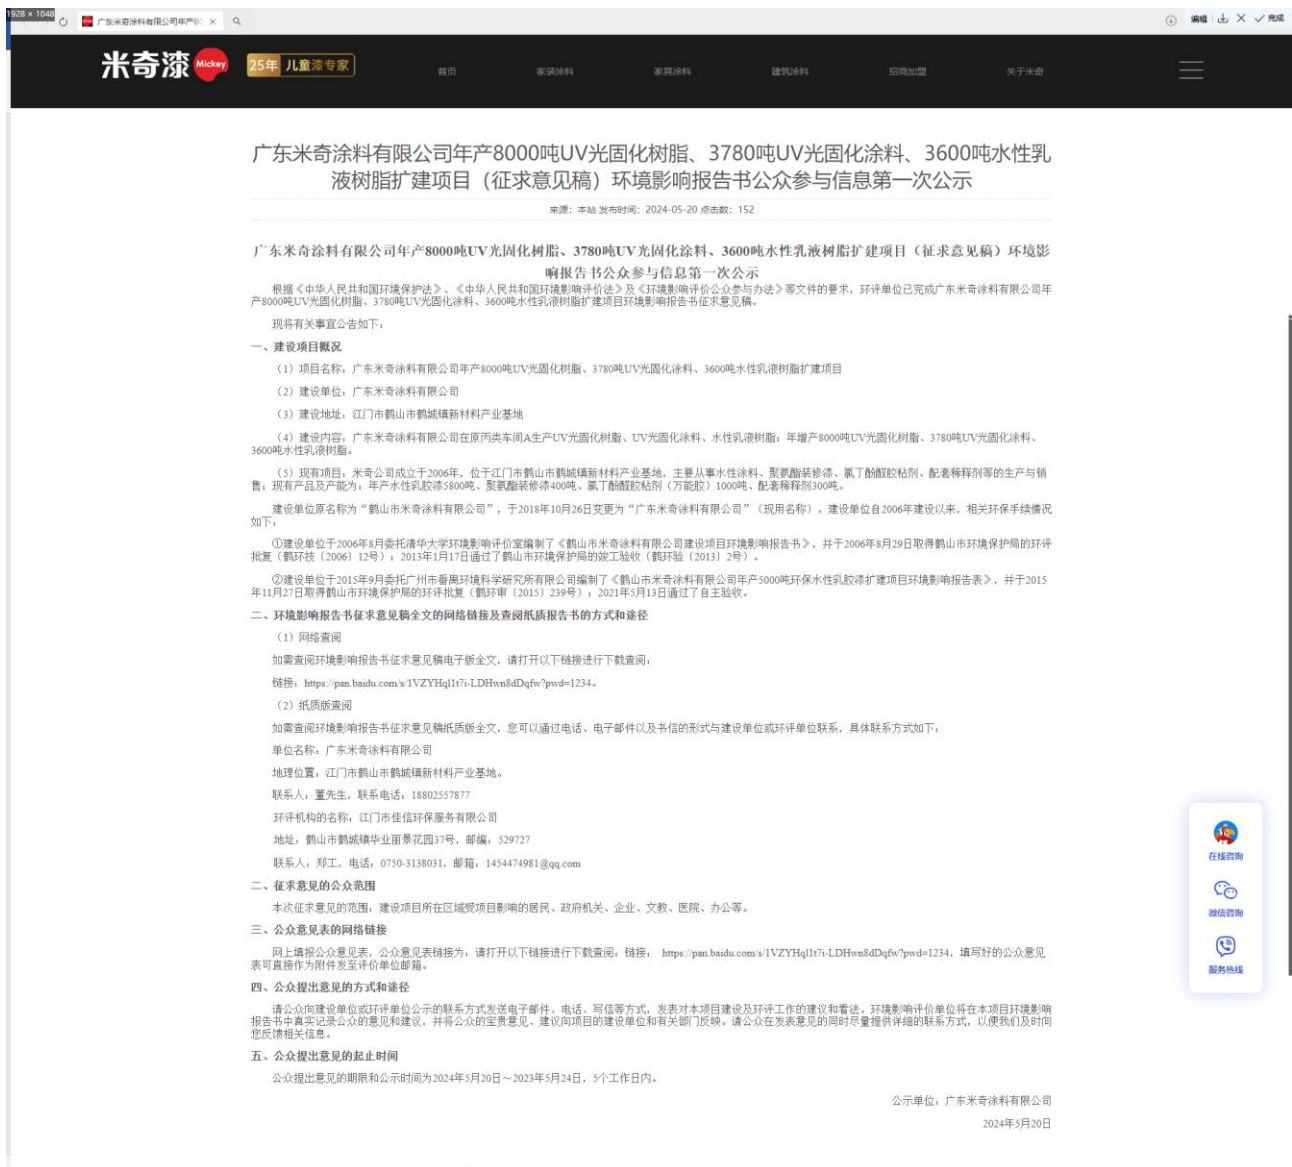 1928 × 1048
广东米奇涂料有限公司年产80
编辑
完成
米奇漆 Mickey 25年 儿童漆专家
首页 家装涂料 家具涂料 建筑涂料 招商加盟 关于米奇
广东米奇涂料有限公司年产8000吨UV光固化树脂、3780吨UV光固化涂料、3600吨水性乳
液树脂扩建项目（征求意见稿）环境影响报告书公众参与信息第一次公示
来源：本站 发布时间：2024-05-20 点击数：152
广东米奇涂料有限公司年产8000吨UV光固化树脂、3780吨UV光固化涂料、3600吨水性乳液树脂扩建项目（征求意见稿）环境影
响报告书公众参与信息第一次公示
根据《中华人民共和国环境保护法》、《中华人民共和国环境影响评价法》及《环境影响评价公众参与办法》等文件的要求，环评单位已完成广东米奇涂料有限公司年
产8000吨UV光固化树脂、3780吨UV光固化涂料、3600吨水性乳液树脂扩建项目环境影响报告书征求意见稿。
现将有关事宜公告如下：
一、建设项目概况
（1）项目名称：广东米奇涂料有限公司年产8000吨UV光固化树脂、3780吨UV光固化涂料、3600吨水性乳液树脂扩建项目
（2）建设单位：广东米奇涂料有限公司
（3）建设地址：江门市鹤山市鹤城镇新材料产业基地
（4）建设内容：广东米奇涂料有限公司在原丙类车间A生产UV光固化树脂、UV光固化涂料、水性乳液树脂；年增产8000吨UV光固化树脂、3780吨UV光固化涂料、
3600吨水性乳液树脂。
（5）现有项目：米奇公司成立于2006年，位于江门市鹤山市鹤城镇新材料产业基地，主要从事水性涂料、聚氨酯装修漆、氯丁酚醛胶粘剂、配套稀释剂等的生产与销
售；现有产品及产能为：年产水性乳胶漆5800吨、聚氨酯装修漆400吨、氯丁酚醛胶粘剂（万能胶）1000吨、配套稀释剂300吨。
建设单位原名称为“鹤山市米奇涂料有限公司”，于2018年10月26日变更为“广东米奇涂料有限公司”（现用名称）。建设单位自2006年建设以来，相关环保手续情况
如下：
①建设单位于2006年8月委托清华大学环境影响评价室编制了《鹤山市米奇涂料有限公司建设项目环境影响报告书》，并于2006年8月29日取得鹤山市环境保护局的环评
批复（鹤环技（2006）12号）；2013年1月17日通过了鹤山市环境保护局的竣工验收（鹤环验（2013）2号）。
②建设单位于2015年9月委托广州市番禺环境科学研究所有限公司编制了《鹤山市米奇涂料有限公司年产5000吨环保水性乳胶漆扩建项目环境影响报告表》，并于2015
年11月27日取得鹤山市环境保护局的环评批复（鹤环审（2015）239号）；2021年5月13日通过了自主验收。
二、环境影响报告书征求意见稿全文的网络链接及查阅纸质报告书的方式和途径
（1）网络查阅
如需查阅环境影响报告书征求意见稿电子版全文，请打开以下链接进行下载查阅：
链接：https://pan.baidu.com/s/1VZYHql1t7i-LDHwn8dDqfw?pwd=1234。
（2）纸质版查阅
如需查阅环境影响报告书征求意见稿纸质版全文，您可以通过电话、电子邮件以及书信的形式与建设单位或环评单位联系，具体联系方式如下：
单位名称：广东米奇涂料有限公司
地理位置：江门市鹤山市鹤城镇新材料产业基地。
联系人：董先生，联系电话：18802557877
环评机构的名称：江门市佳信环保服务有限公司
地址：鹤山市鹤城镇华业丽景花园37号，邮编：529727
联系人：郑工，电话：0750-3138031，邮箱：1454474981@qq.com
二、征求意见的公众范围
本次征求意见的范围：建设项目所在区域受项目影响的居民、政府机关、企业、文教、医院、办公等。
三、公众意见表的网络链接
网上填报公众意见表，公众意见表链接为：请打开以下链接进行下载查阅：链接： https://pan.baidu.com/s/1VZYHql1t7i-LDHwn8dDqfw?pwd=1234，填写好的公众意见
表可直接作为附件发至评价单位邮箱。
四、公众提出意见的方式和途径
请公众向建设单位或环评单位公示的联系方式发送电子邮件、电话、写信等方式，发表对本项目建设及环评工作的建议和看法。环境影响评价单位将在本项目环境影响
报告书中真实记录公众的意见和建议，并将公众的宝贵意见、建议向项目的建设单位和有关部门反映。请公众在发表意见的同时尽量提供详细的联系方式，以便我们及时向
您反馈相关信息。
五、公众提出意见的起止时间
公众提出意见的期限和公示时间为2024年5月20日～2023年5月24日，5个工作日内。
公示单位：广东米奇涂料有限公司
2024年5月20日
在线咨询
微信咨询
服务热线